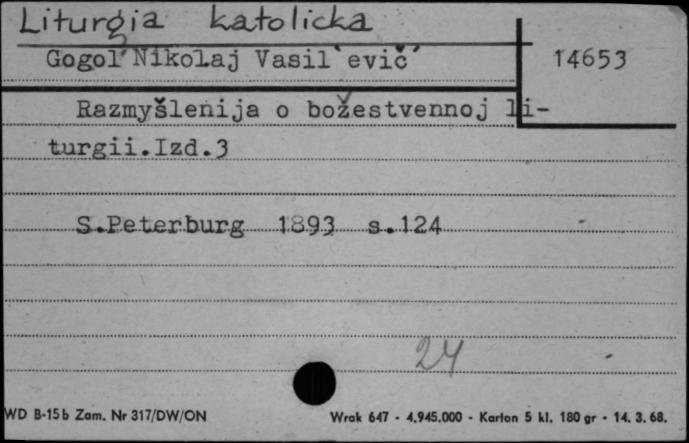 Liturgia katolicka
Gogol' Nikolaj Vasil'evič'
14653
Razmyšlenija o božestvennoj li-
turgii.Izd.3
S.Peterburg 1893 s.124
24
WD B-15b Zam. Nr 317/DW/ON
Wrak 647 - 4.945.000 - Karton 5 kl. 180 gr - 14. 3. 68.